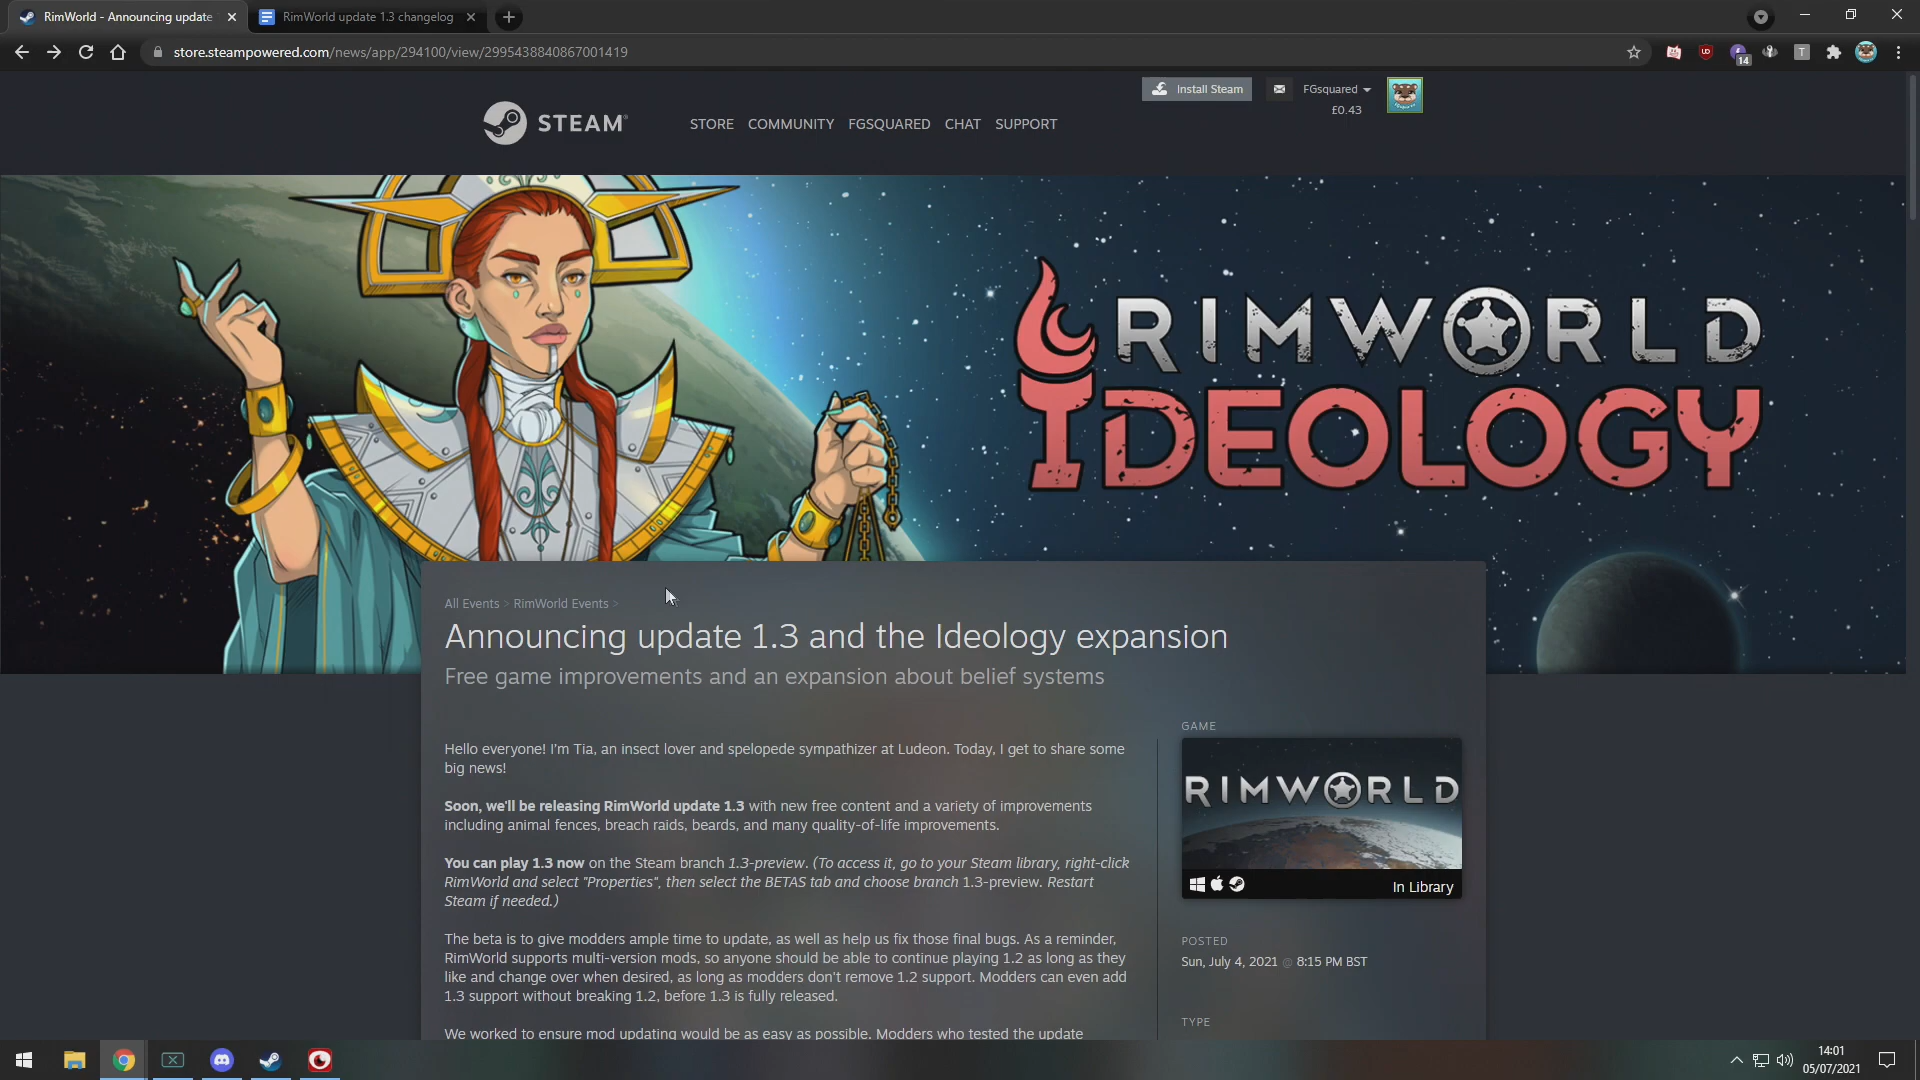 RimWorld - Announcing update
RimWorld update 1.3 changelog
store.steampowered.com/news/app/294100/view/2995438840867001419
14
T
Install Steam
FGsquared
£0.43
STEAM
STORE COMMUNITY FGSQUARED CHAT SUPPORT
RIMWORLD
IDEOLOGY
All Events > RimWorld Events >
Announcing update 1.3 and the Ideology expansion
Free game improvements and an expansion about belief systems
Hello everyone! I'm Tia, an insect lover and spelopede sympathizer at Ludeon. Today, I get to share some
big news!
Soon, we'll be releasing RimWorld update 1.3 with new free content and a variety of improvements
including animal fences, breach raids, beards, and many quality-of-life improvements.
You can play 1.3 now on the Steam branch 1.3-preview. (To access it, go to your Steam library, right-click
RimWorld and select "Properties", then select the BETAS tab and choose branch 1.3-preview. Restart
Steam if needed.)
The beta is to give modders ample time to update, as well as help us fix those final bugs. As a reminder,
RimWorld supports multi-version mods, so anyone should be able to continue playing 1.2 as long as they
like and change over when desired, as long as modders don't remove 1.2 support. Modders can even add
1.3 support without breaking 1.2, before 1.3 is fully released.
We worked to ensure mod updating would be as easy as possible. Modders who tested the update
GAME
RIMWORLD
In Library
POSTED
Sun, July 4, 2021 @ 8:15 PM BST
TYPE
14:01
05/07/2021